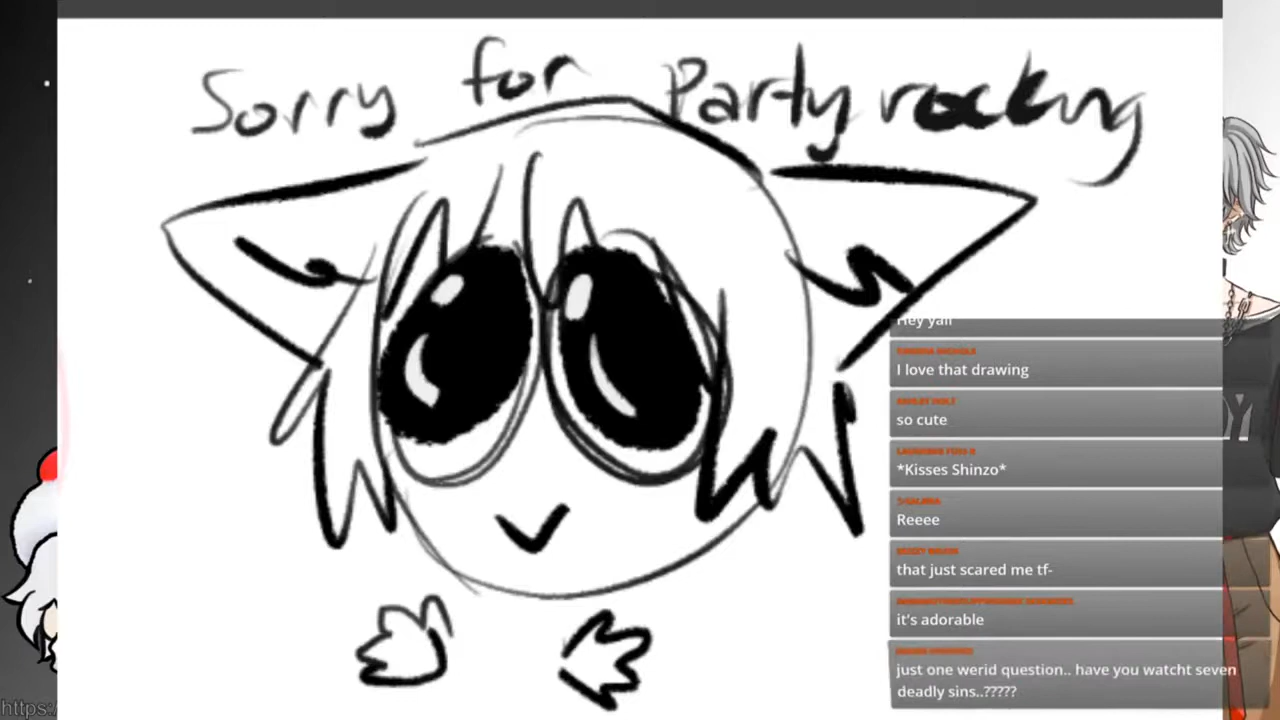 Sorry for Party rocking
Hey yall
I love that drawing
so cute
*Kisses Shinzo*
Reeee
that just scared me tf-
it's adorable
just one werid question.. have you watcht seven
deadly sins..?????
https: